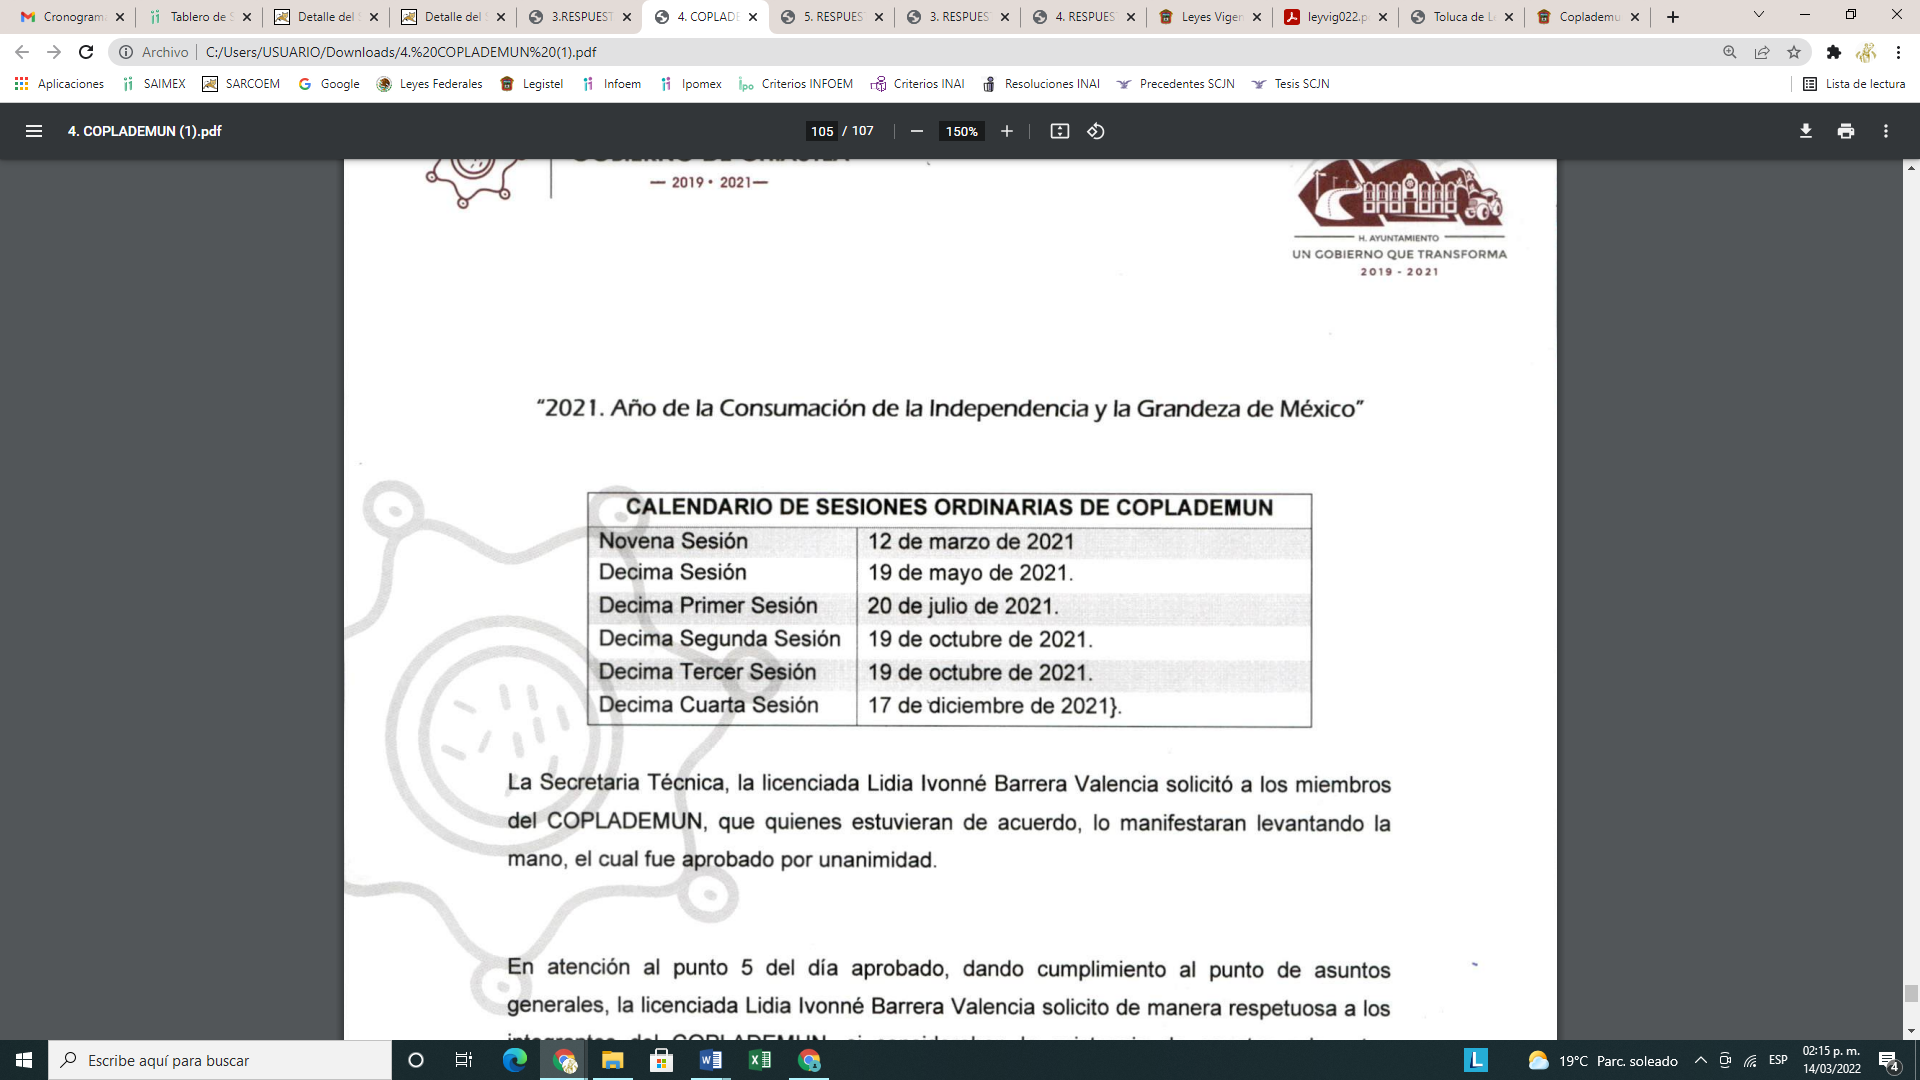 Cronograma
Tablero de S
Detalle del S
Detalle del S
3.RESPUEST
4. COPLADE
5. RESPUES
3. RESPUES
4. RESPUES
Leyes Vigen
leyvig022.p
Toluca de L
Coplademu
Archivo
C:/Users/USUARIO/Downloads/4.%20COPLADEMUN%20(1).pdf
Aplicaciones
SAIMEX
SARCOEM
Google
Leyes Federales
Legistel
Infoem
Ipomex
Criterios INFOEM
Criterios INAI
Resoluciones INAI
Precedentes SCJN
Tesis SCJN
Lista de lectura
4. COPLADEMUN (1).pdf
105 / 107
150%
— 2019 • 2021—
H. AYUNTAMIENTO
UN GOBIERNO QUE TRANSFORMA
2019 - 2021
“2021. Año de la Consumación de la Independencia y la Grandeza de México”
CALENDARIO DE SESIONES ORDINARIAS DE COPLADEMUN
Novena Sesión 12 de marzo de 2021
Decima Sesión 19 de mayo de 2021.
Decima Primer Sesión 20 de julio de 2021.
Decima Segunda Sesión 19 de octubre de 2021.
Decima Tercer Sesión 19 de octubre de 2021.
Decima Cuarta Sesión 17 de diciembre de 2021}.
La Secretaria Técnica, la licenciada Lidia Ivonné Barrera Valencia solicitó a los miembros
del COPLADEMUN, que quienes estuvieran de acuerdo, lo manifestaran levantando la
mano, el cual fue aprobado por unanimidad.
En atención al punto 5 del día aprobado, dando cumplimiento al punto de asuntos
generales, la licenciada Lidia Ivonné Barrera Valencia solicito de manera respetuosa a los
Escribe aquí para buscar
19°C Parc. soleado
ESP
02:15 p. m.
14/03/2022
4